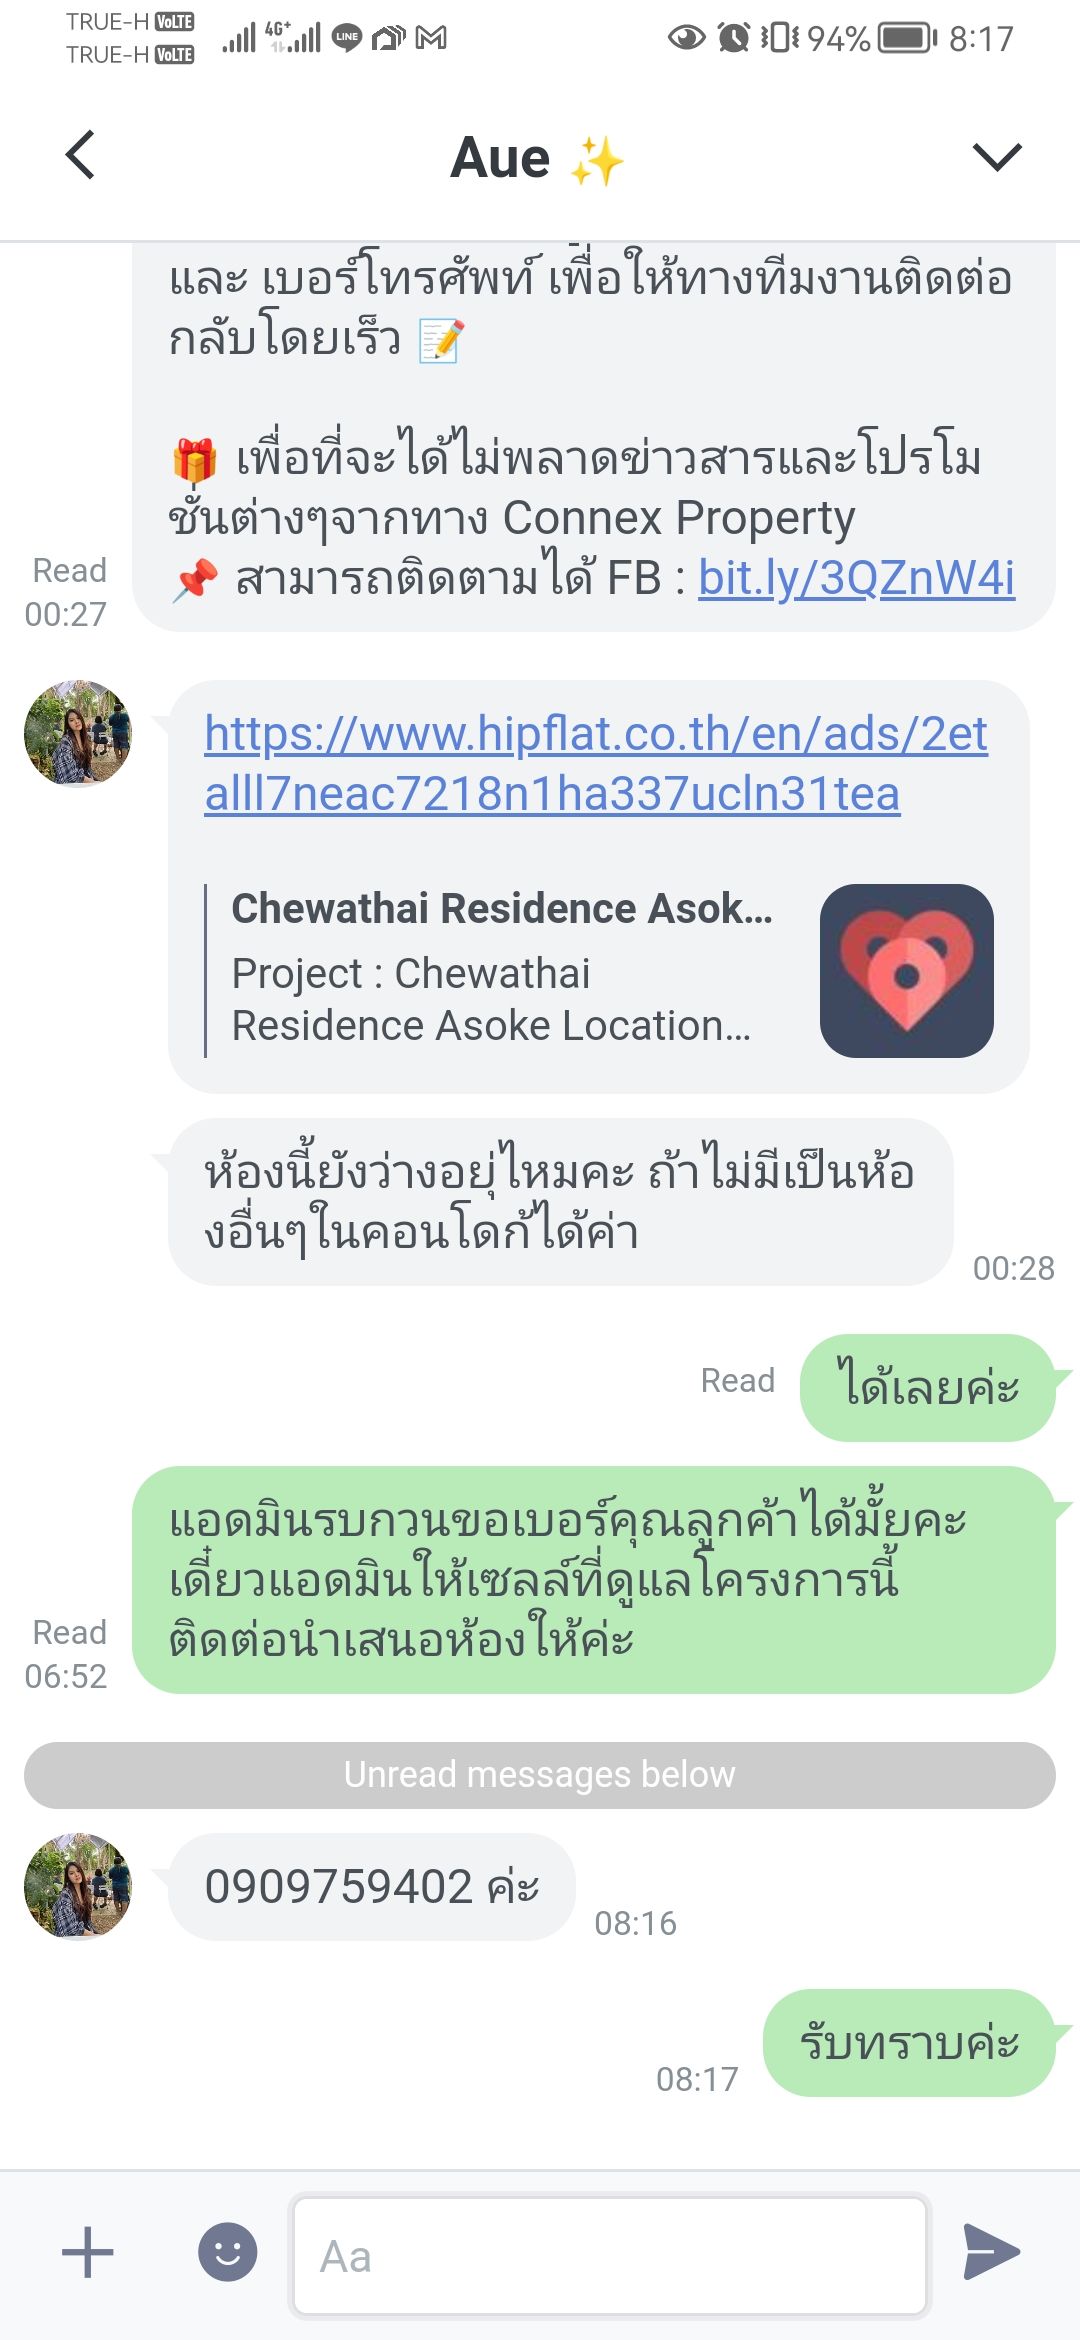 TRUE-H VoLTE
TRUE-H VoLTE
4G+
LINE
94%
8:17
Aue ✨
และ เบอร์โทรศัพท์ เพื่อให้ทางทีมงานติดต่อ
กลับโดยเร็ว 📝
🎁 เพื่อที่จะได้ไม่พลาดข่าวสารและโปรโม
ชั่นต่างๆจากทาง Connex Property
📌 สามารถติดตามได้ FB : bit.ly/3QZnW4i
Read
00:27
https://www.hipflat.co.th/en/ads/2et
alll7neac7218n1ha337ucln31tea
Chewathai Residence Asok...
Project : Chewathai
Residence Asoke Location...
ห้องนี้ยังว่างอยุ่ไหมคะ ถ้าไม่มีเป็นห้อ
งอื่นๆในคอนโดก้ได้ค่า
00:28
Read
ได้เลยค่ะ
แอดมินรบกวนขอเบอร์คุณลูกค้าได้มั้ยคะ
เดี๋ยวแอดมินให้เซลล์ที่ดูแลโครงการนี้
ติดต่อนำเสนอห้องให้ค่ะ
Read
06:52
Unread messages below
0909759402 ค่ะ
08:16
รับทราบค่ะ
08:17
Aa